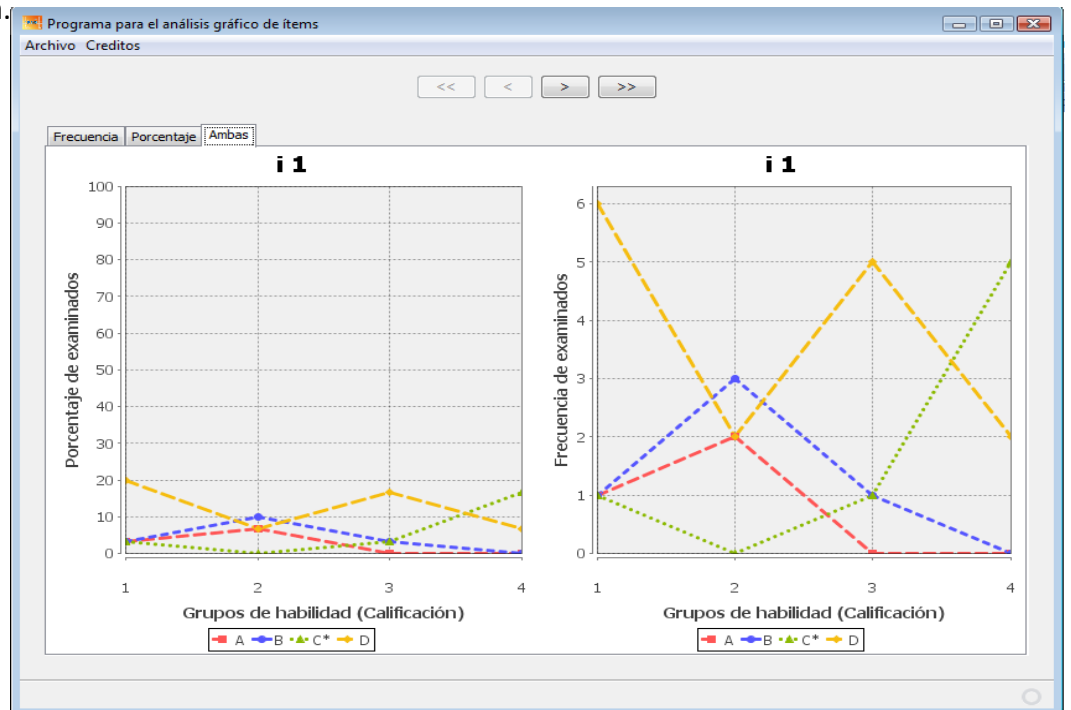 Programa para el análisis gráfico de ítems
Archivo Creditos
<< < > >>
Frecuencia Porcentaje Ambas
i 1
Porcentaje de examinados
100
90
80
70
60
50
40
30
20
10
0
1 2 3 4
Grupos de habilidad (Calificación)
A B C* D
i 1
Frecuencia de examinados
6
5
4
3
2
1
0
1 2 3 4
Grupos de habilidad (Calificación)
A B C* D